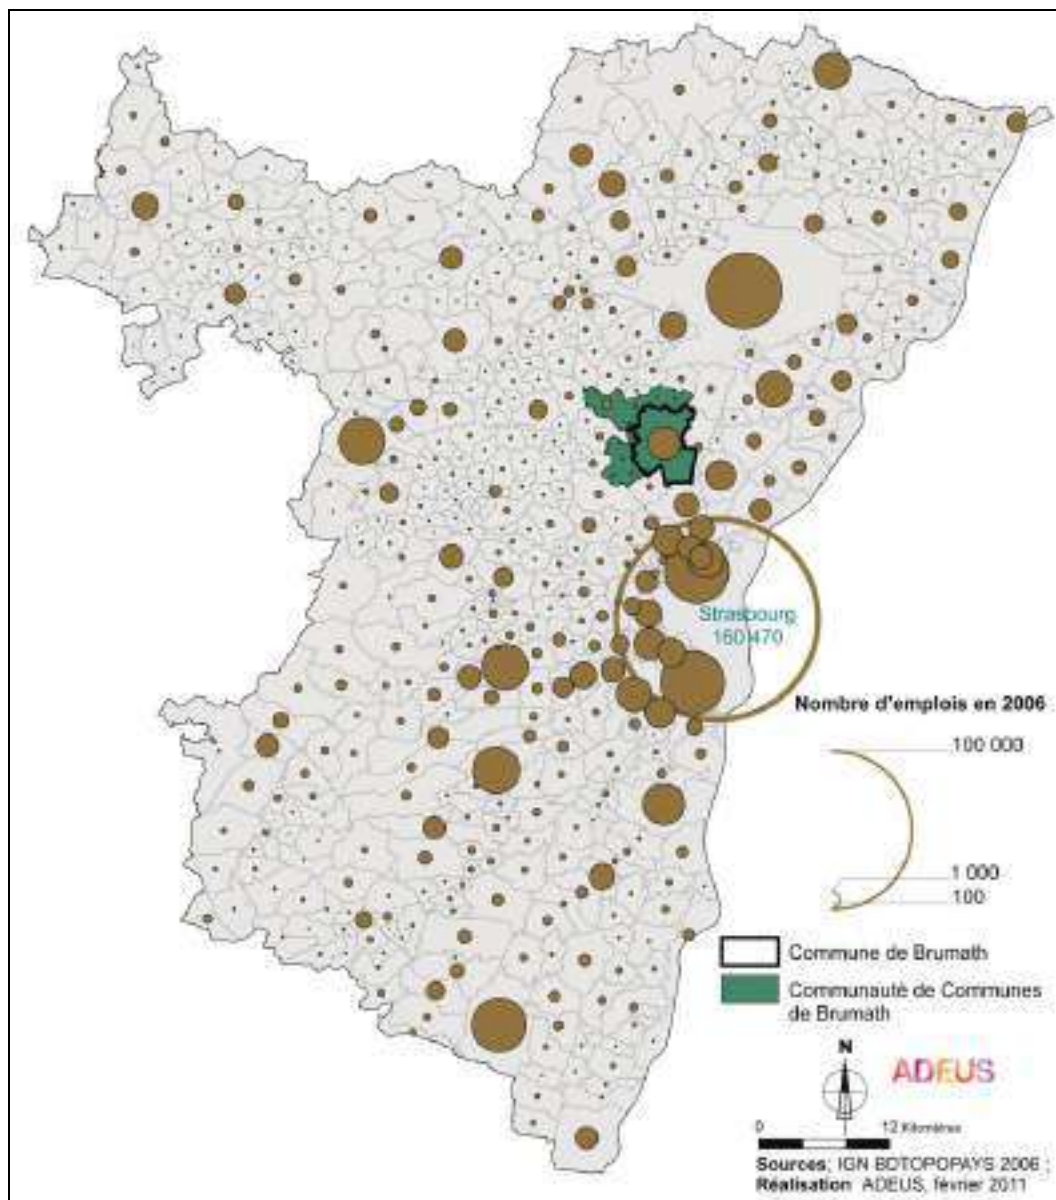 Strasbourg
160 470
Nombre d'emplois en 2006
100 000
1 000
100
Commune de Brumath
Communauté de Communes
de Brumath
N
ADEUS
0 12 Kilomètres
Sources; IGN BDTOPOPAYS 2006 ;
Réalisation ADEUS, février 2011